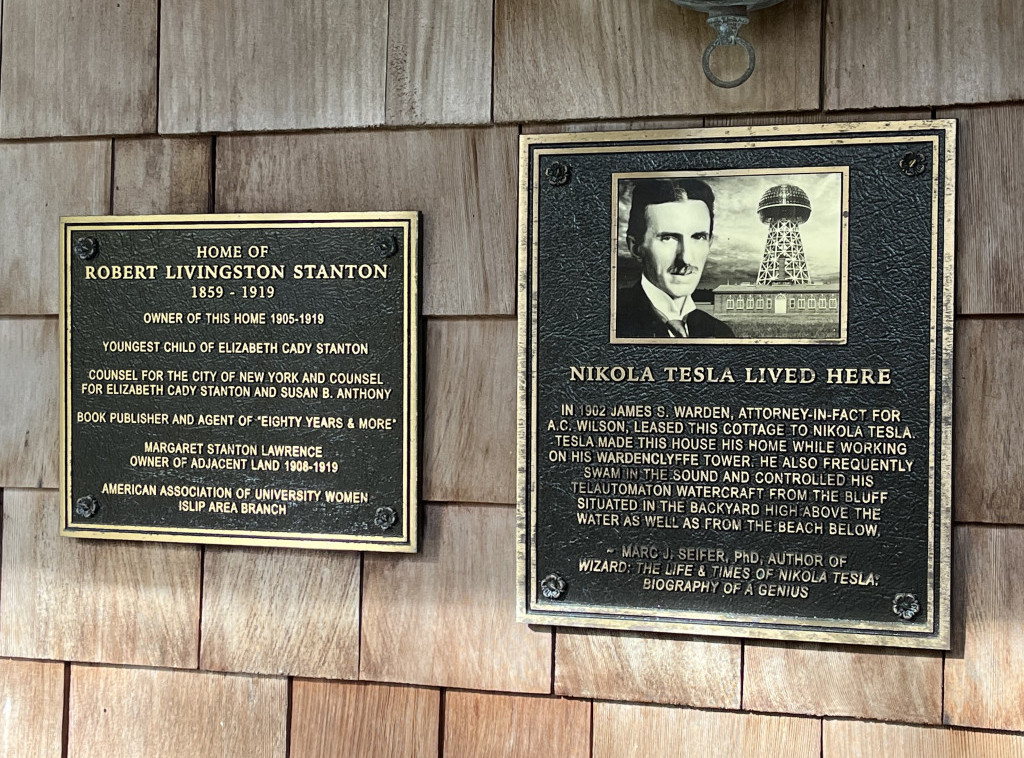 HOME OF
ROBERT LIVINGSTON STANTON
1859 - 1919
OWNER OF THIS HOME 1905-1919
YOUNGEST CHILD OF ELIZABETH CADY STANTON
COUNSEL FOR THE CITY OF NEW YORK AND COUNSEL
FOR ELIZABETH CADY STANTON AND SUSAN B. ANTHONY
BOOK PUBLISHER AND AGENT OF "EIGHTY YEARS & MORE"
MARGARET STANTON LAWRENCE
OWNER OF ADJACENT LAND 1908-1919
AMERICAN ASSOCIATION OF UNIVERSITY WOMEN
ISLIP AREA BRANCH
NIKOLA TESLA LIVED HERE
IN 1902 JAMES S. WARDEN, ATTORNEY-IN-FACT FOR
A.C. WILSON, LEASED THIS COTTAGE TO NIKOLA TESLA.
TESLA MADE THIS HOUSE HIS HOME WHILE WORKING
ON HIS WARDENCLYFFE TOWER. HE ALSO FREQUENTLY
SWAM IN THE SOUND AND CONTROLLED HIS
TELAUTOMATON WATERCRAFT FROM THE BLUFF
SITUATED IN THE BACKYARD HIGH ABOVE THE
WATER AS WELL AS FROM THE BEACH BELOW.
~ MARC J. SEIFER, PhD, AUTHOR OF
WIZARD: THE LIFE & TIMES OF NIKOLA TESLA:
BIOGRAPHY OF A GENIUS